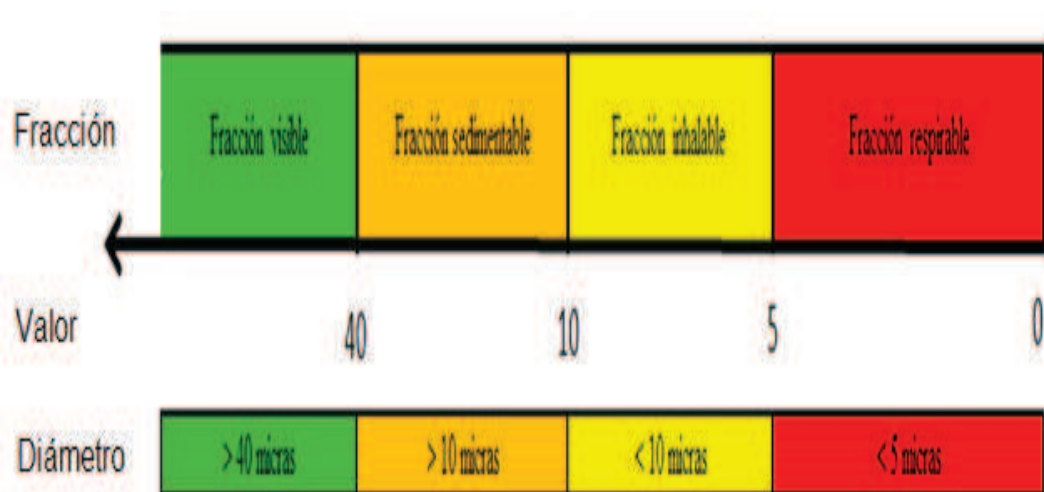 Fracción Fracción visible Fracción sedimentable Fracción inhalable Fracción respirable
Valor 40 10 5 0
Diámetro > 40 micras > 10 micras < 10 micras < 5 micras